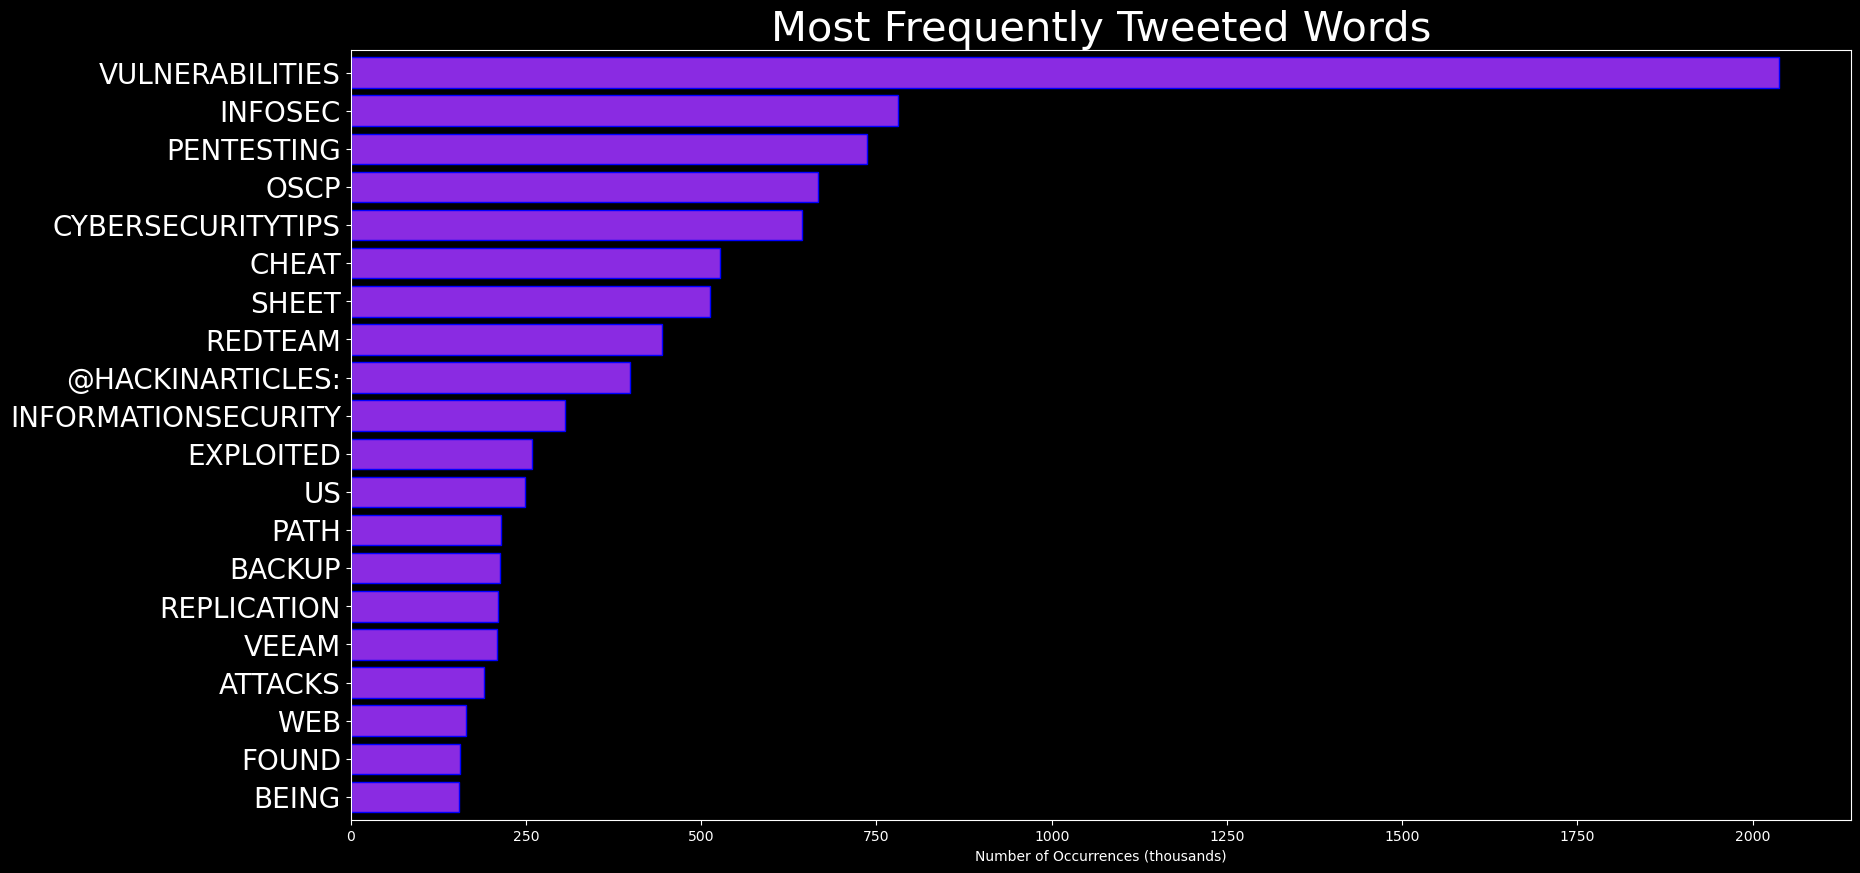 Most Frequently Tweeted Words
VULNERABILITIES
INFOSEC
PENTESTING
OSCP
CYBERSECURITYTIPS
CHEAT
SHEET
REDTEAM
@HACKINARTICLES:
INFORMATIONSECURITY
EXPLOITED
US
PATH
BACKUP
REPLICATION
VEEAM
ATTACKS
WEB
FOUND
BEING
0 250 500 750 1000 1250 1500 1750 2000
Number of Occurrences (thousands)